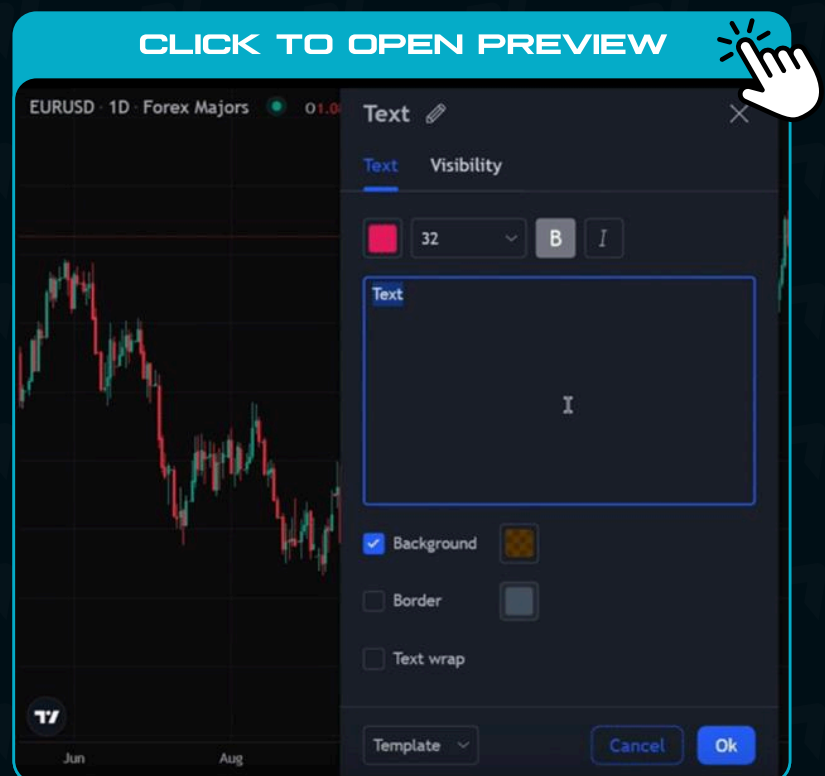 CLICK TO OPEN PREVIEW
EURUSD · 1D · Forex Majors
Text
Text Visibility
32 B I
Text
Background
Border
Text wrap
Template Cancel Ok
Jun Aug